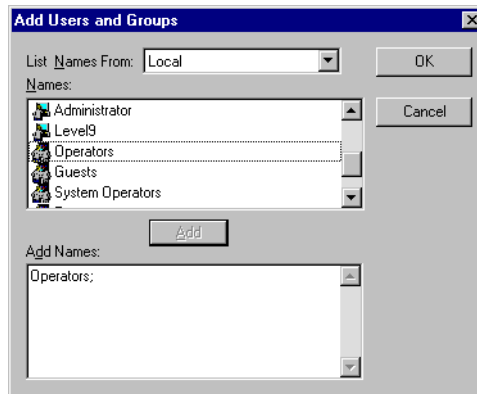 Add Users and Groups
List Names From: Local
OK
Names:
Cancel
Administrator
Level9
Operators
Guests
System Operators
Add
Add Names:
Operators;